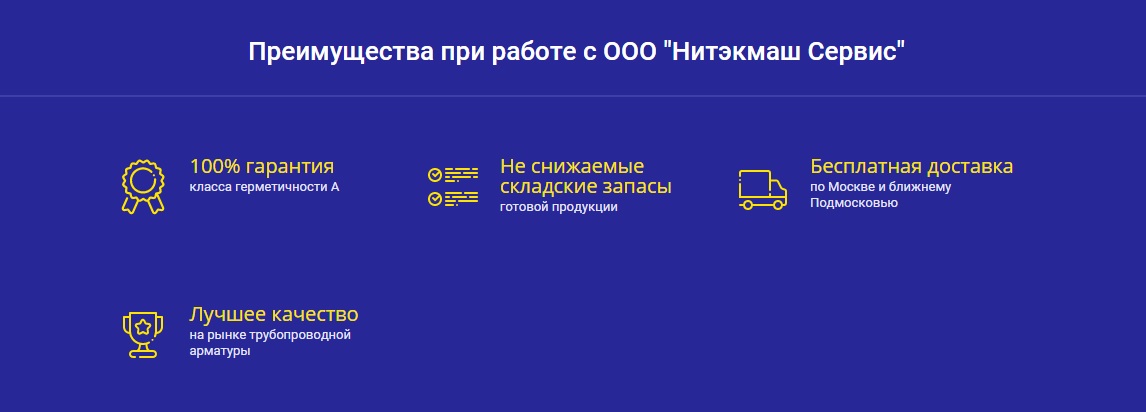 Преимущества при работе с ООО "Нитэкмаш Сервис"
100% гарантия
класса герметичности А
Не снижаемые
складские запасы
готовой продукции
Бесплатная доставка
по Москве и ближнему
Подмосковью
Лучшее качество
на рынке трубопроводной
арматуры